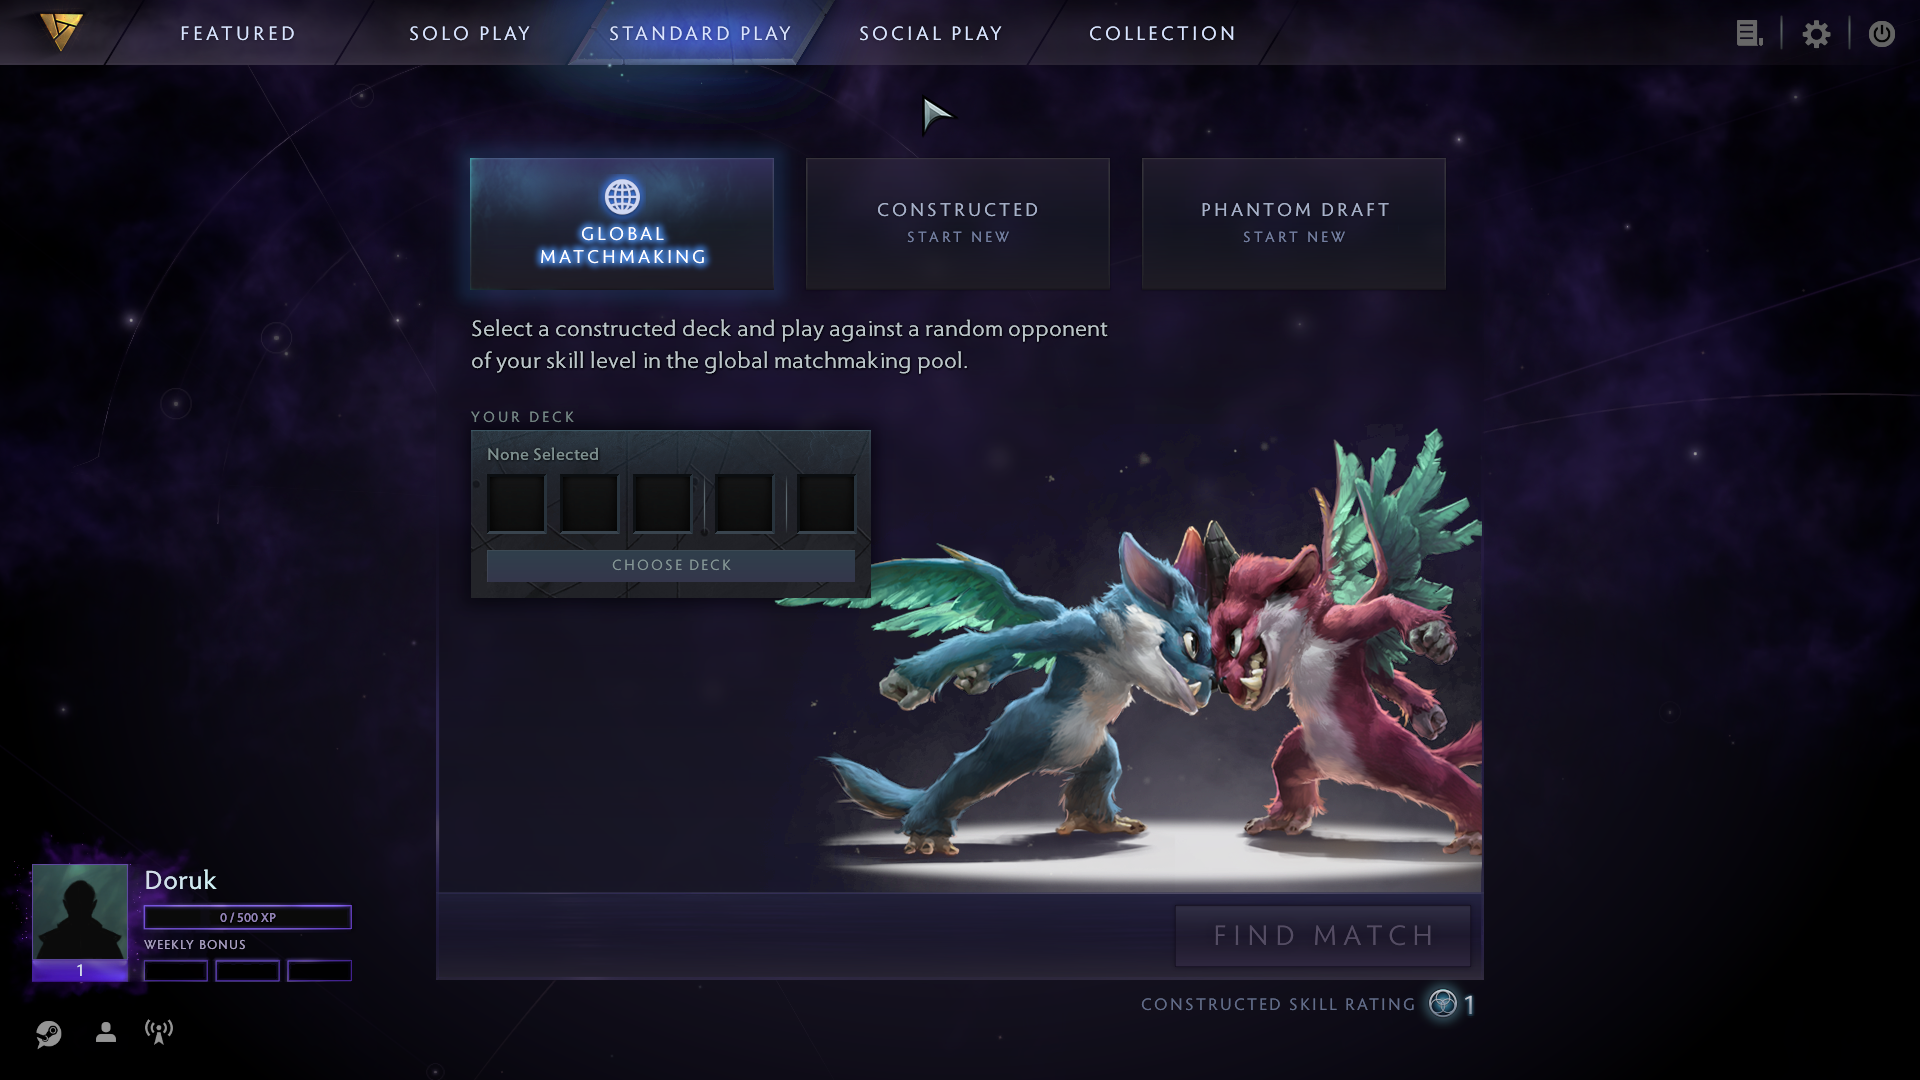 FEATURED
SOLO PLAY
STANDARD PLAY
SOCIAL PLAY
COLLECTION
GLOBAL
MATCHMAKING
CONSTRUCTED
START NEW
PHANTOM DRAFT
START NEW
Select a constructed deck and play against a random opponent
of your skill level in the global matchmaking pool.
YOUR DECK
None Selected
CHOOSE DECK
Doruk
0 / 500 XP
WEEKLY BONUS
1
FIND MATCH
CONSTRUCTED SKILL RATING 1